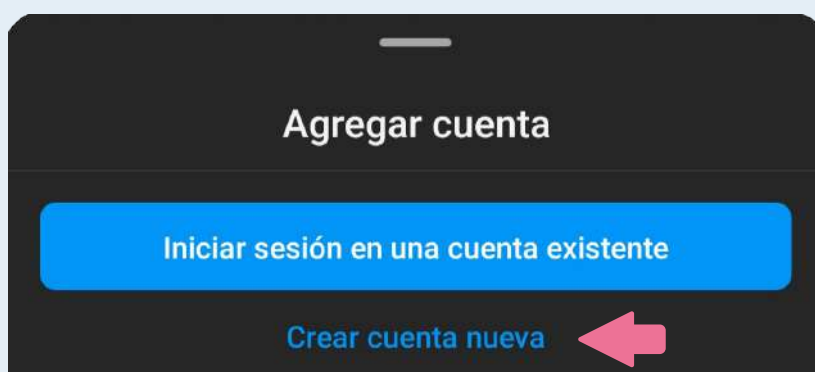 Agregar cuenta
Iniciar sesión en una cuenta existente
Crear cuenta nueva